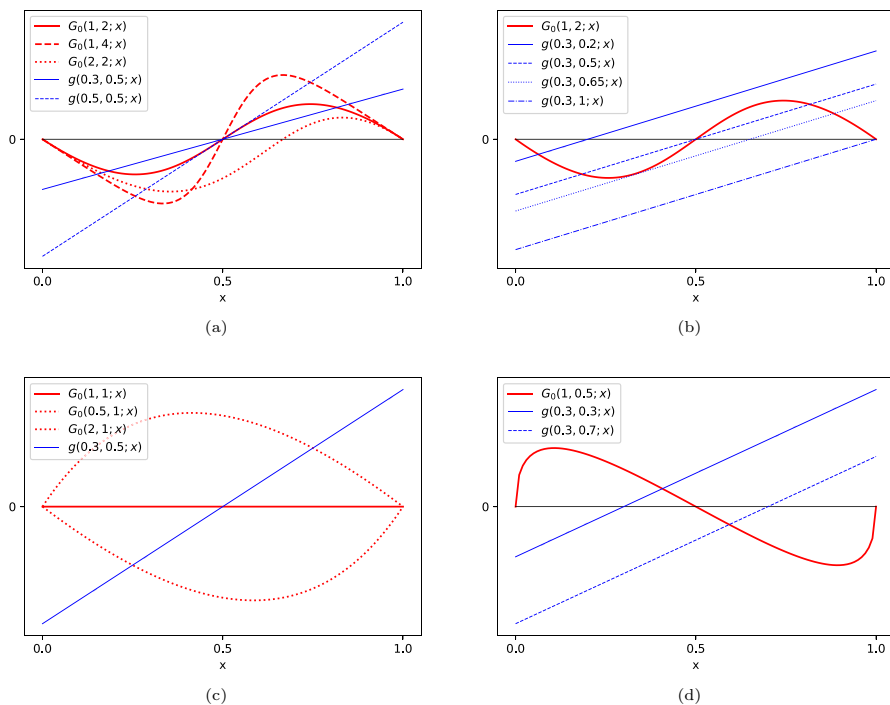 G₀(1, 2; x)
G₀(1, 4; x)
G₀(2, 2; x)
g(0.3, 0.5; x)
g(0.5, 0.5; x)
0
0.0 0.5 1.0
x
(a)
G₀(1, 2; x)
g(0.3, 0.2; x)
g(0.3, 0.5; x)
g(0.3, 0.65; x)
g(0.3, 1; x)
0
0.0 0.5 1.0
x
(b)
G₀(1, 1; x)
G₀(0.5, 1; x)
G₀(2, 1; x)
g(0.3, 0.5; x)
0
0.0 0.5 1.0
x
(c)
G₀(1, 0.5; x)
g(0.3, 0.3; x)
g(0.3, 0.7; x)
0
0.0 0.5 1.0
x
(d)